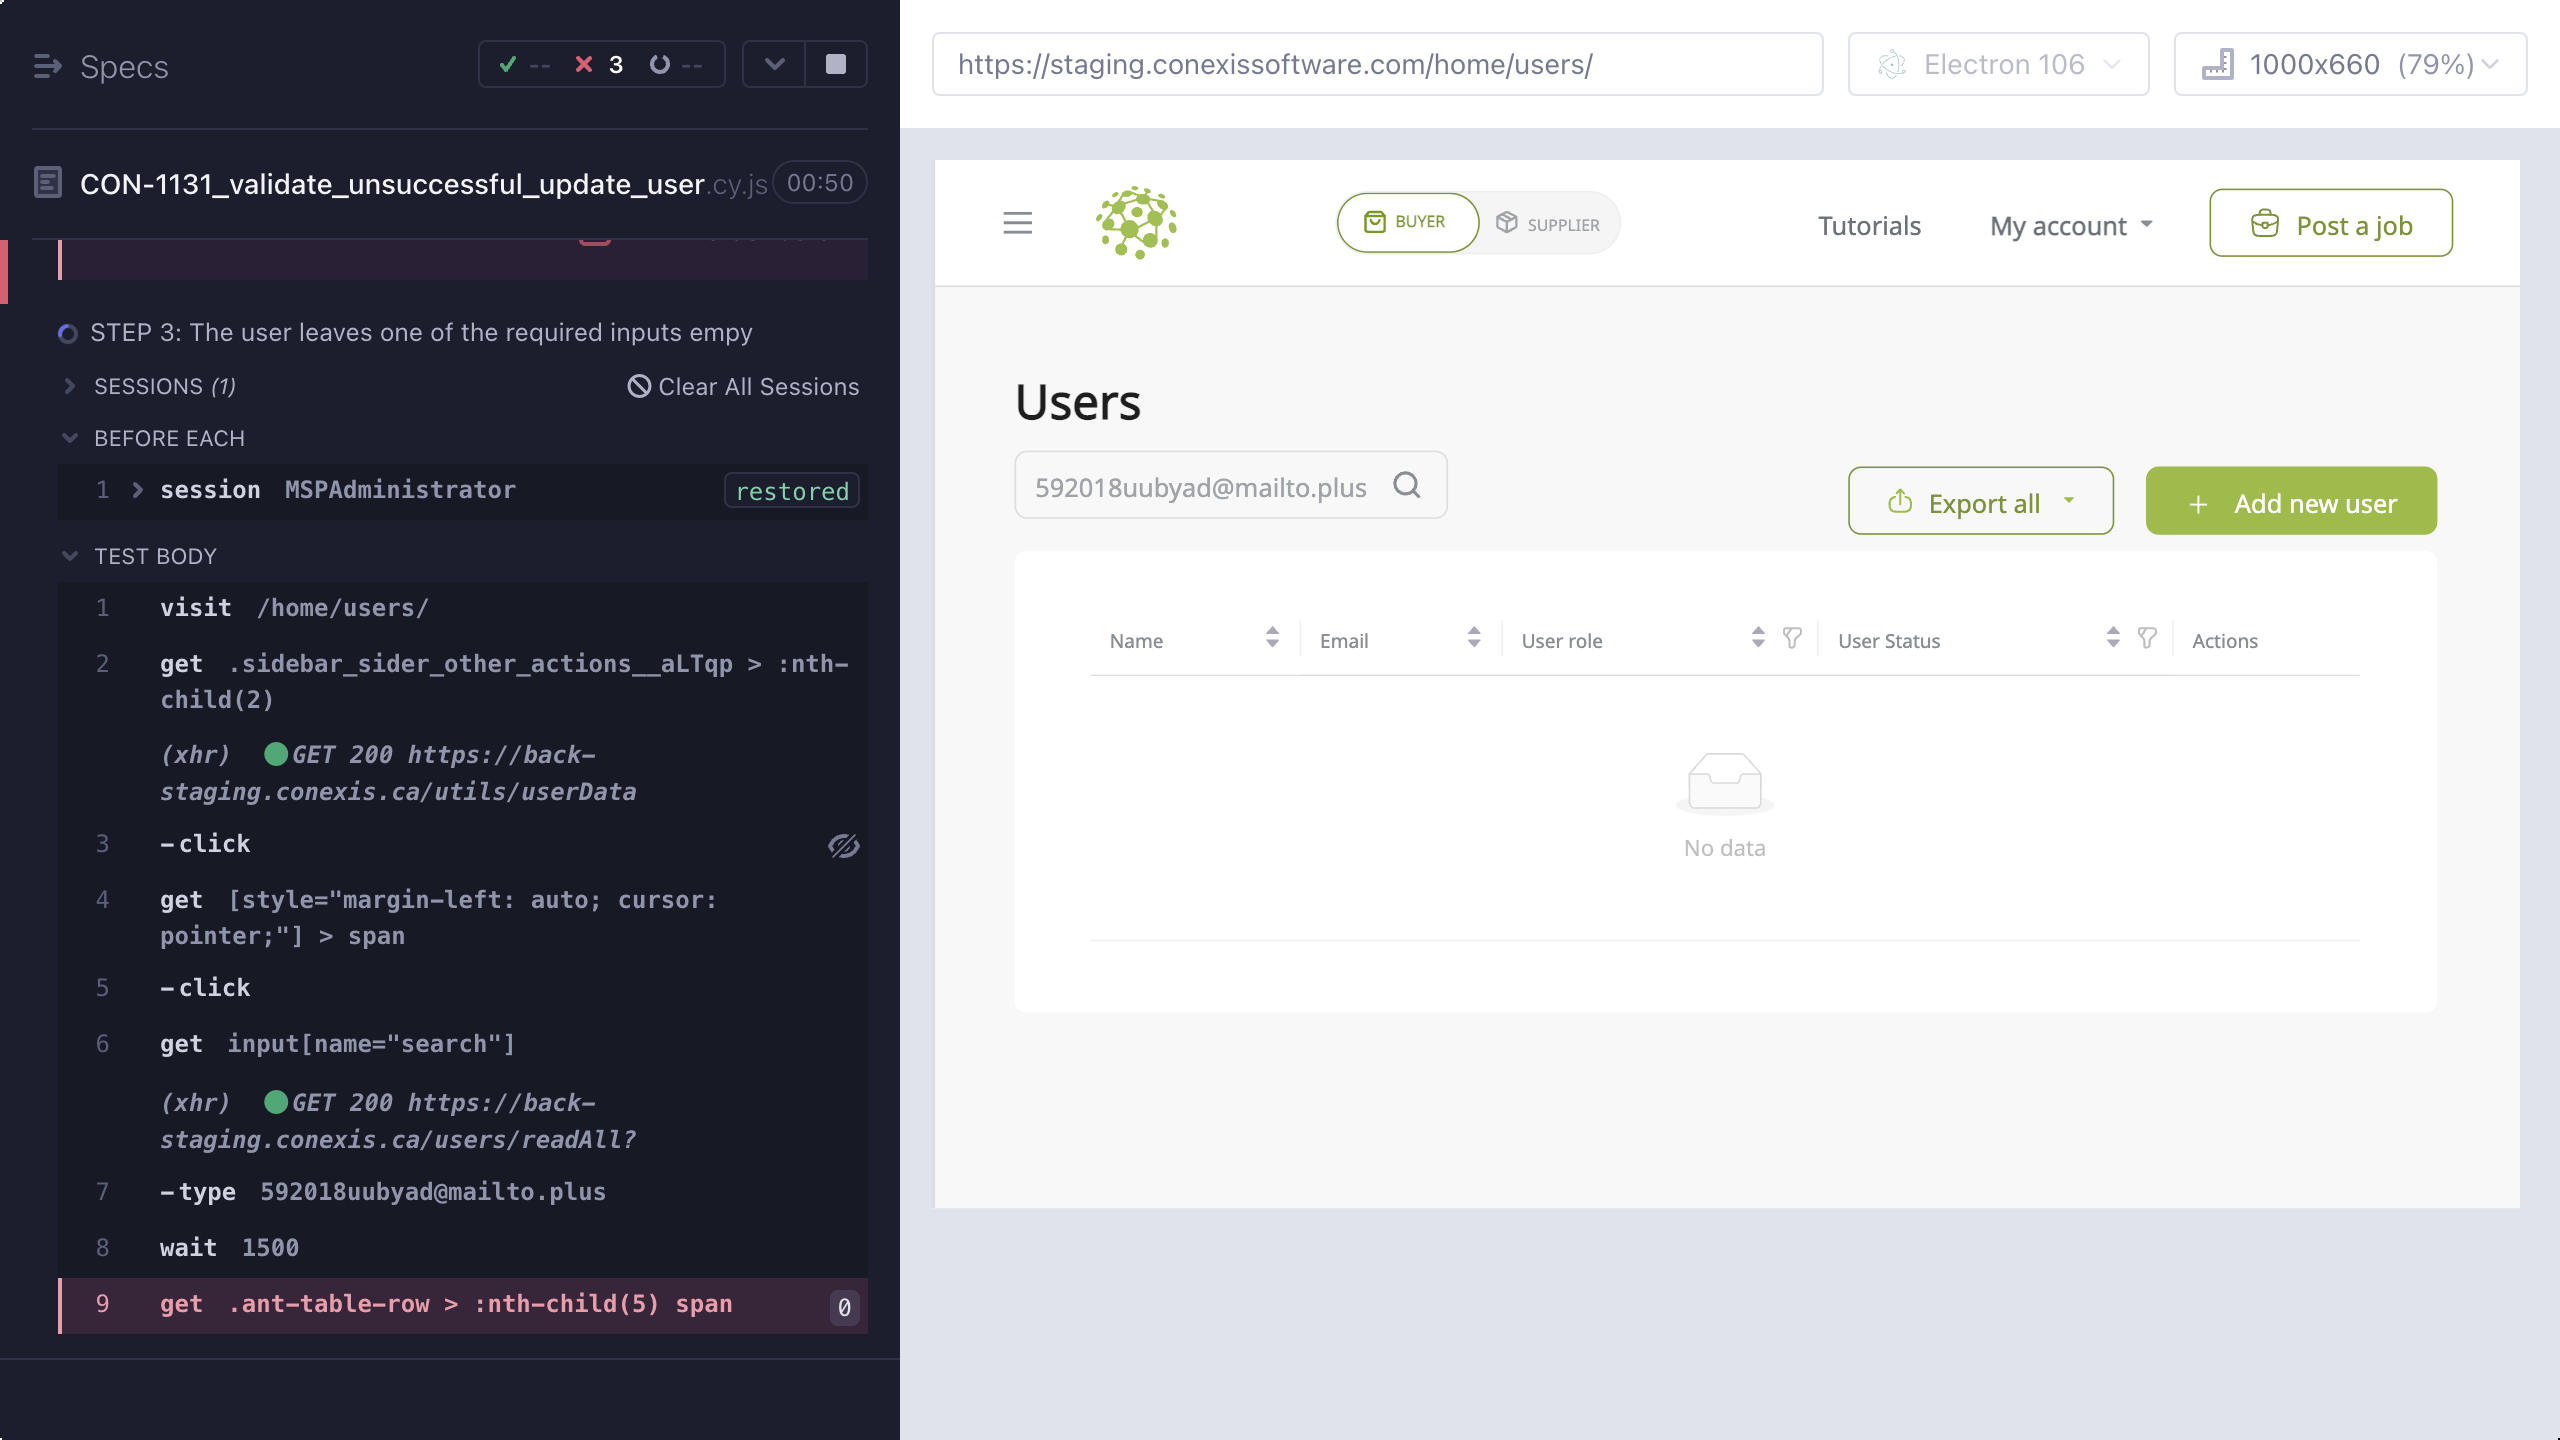 Specs
-- 3 --
CON-1131_validate_unsuccessful_update_user.cy.js 00:50
STEP 3: The user leaves one of the required inputs empy
SESSIONS (1) Clear All Sessions
BEFORE EACH
1 session MSPAdministrator restored
TEST BODY
1 visit /home/users/
2 get .sidebar_sider_other_actions__aLTqp > :nth-
child(2)
(xhr) GET 200 https://back-
staging.conexis.ca/utils/userData
3 -click
4 get [style="margin-left: auto; cursor:
pointer;"] > span
5 -click
6 get input[name="search"]
(xhr) GET 200 https://back-
staging.conexis.ca/users/readAll?
7 -type 592018uubyad@mailto.plus
8 wait 1500
9 get .ant-table-row > :nth-child(5) span 0
https://staging.conexissoftware.com/home/users/
Electron 106
1000x660 (79%)
BUYER
SUPPLIER
Tutorials
My account
Post a job
Users
592018uubyad@mailto.plus
Export all
+ Add new user
Name Email User role User Status Actions
No data